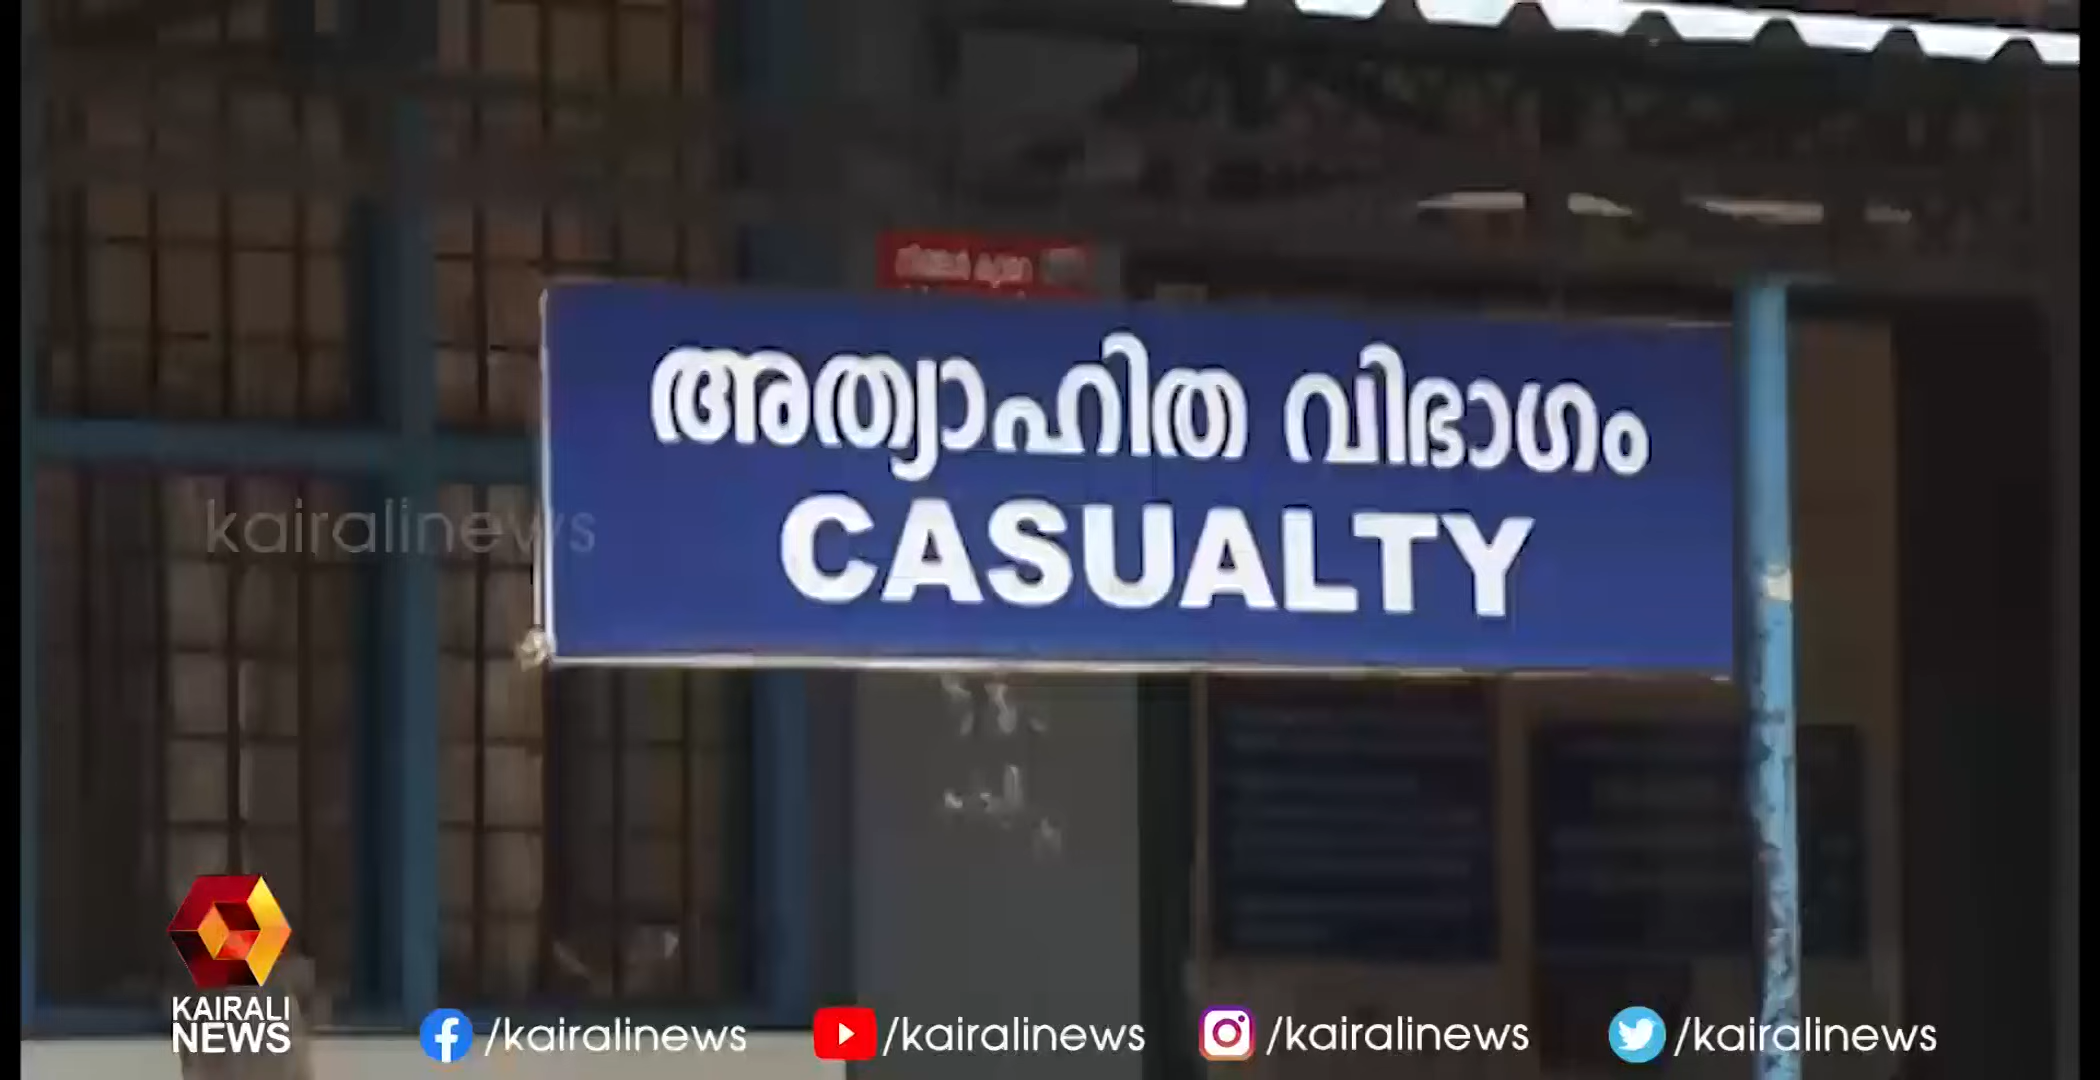 അത്യാഹിത വിഭാഗം
CASUALTY
kairalinews
KAIRALI
NEWS
/kairalinews
/kairalinews
/kairalinews
/kairalinews